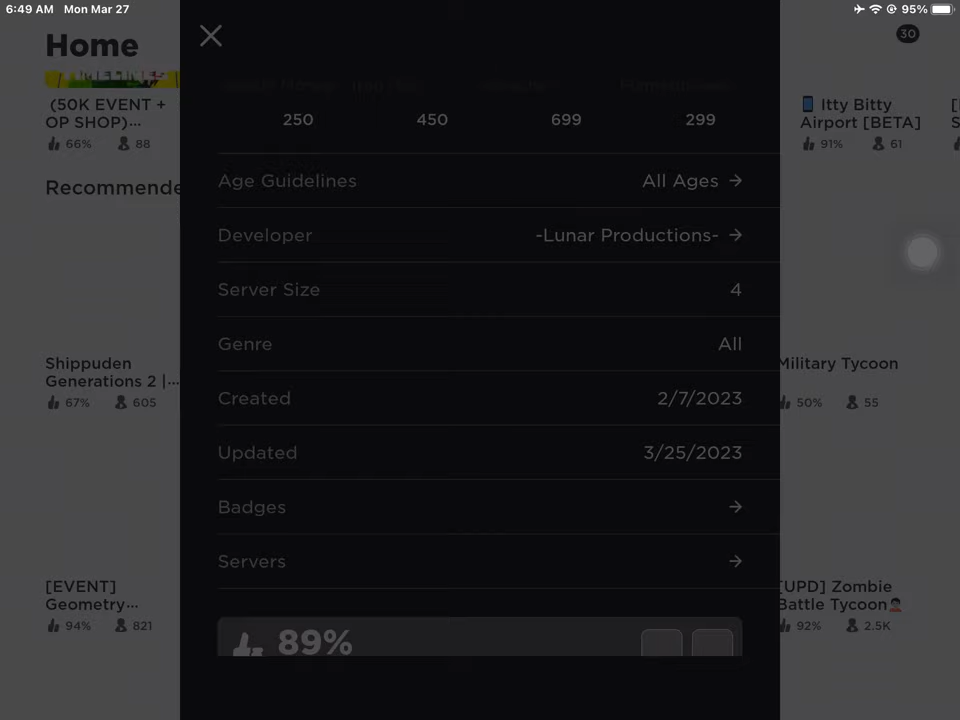 6:49 AM Mon Mar 27
95%
Home
30
(50K EVENT +
OP SHOP)...
66% 88
Itty Bitty
Airport [BETA]
91% 61
[
S
Recommende
250 450 699 299
Age Guidelines All Ages →
Developer -Lunar Productions- →
Server Size 4
Genre All
Created 2/7/2023
Updated 3/25/2023
Badges →
Servers →
89%
Shippuden
Generations 2 |...
67% 605
Military Tycoon
50% 55
[EVENT]
Geometry...
94% 821
[UPD] Zombie
Battle Tycoon
92% 2.5K